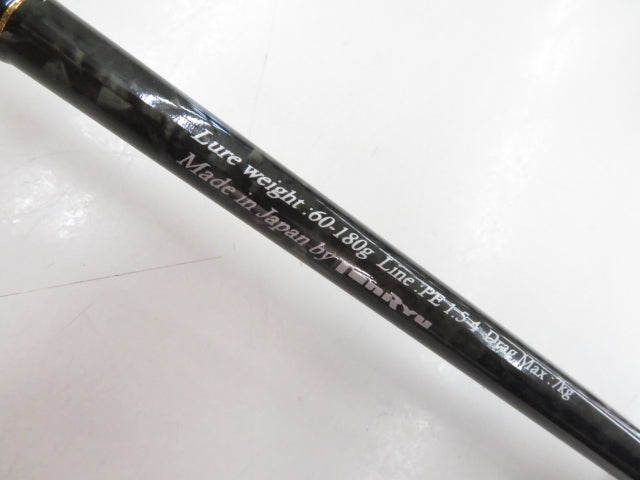 Lure weight :60-180g Line :PE 1.5-4 Drag Max :7kg
Made in Japan by TenRyu